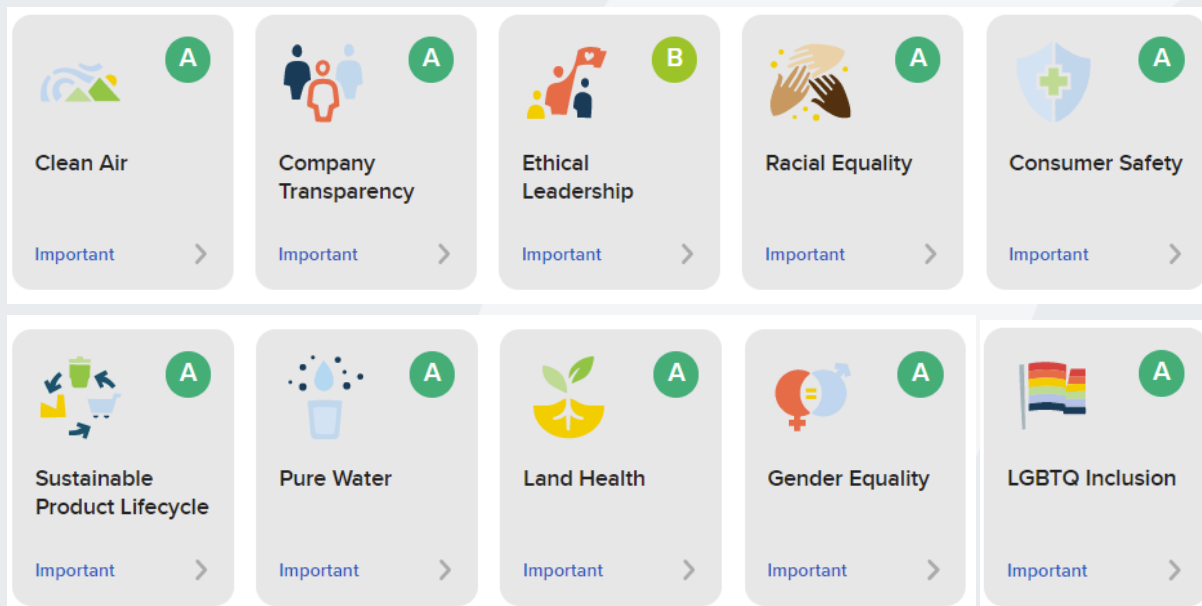 A
Clean Air
Important
A
Company
Transparency
Important
B
Ethical
Leadership
Important
A
Racial Equality
Important
A
Consumer Safety
Important
A
Sustainable
Product Lifecycle
Important
A
Pure Water
Important
A
Land Health
Important
A
Gender Equality
Important
A
LGBTQ Inclusion
Important